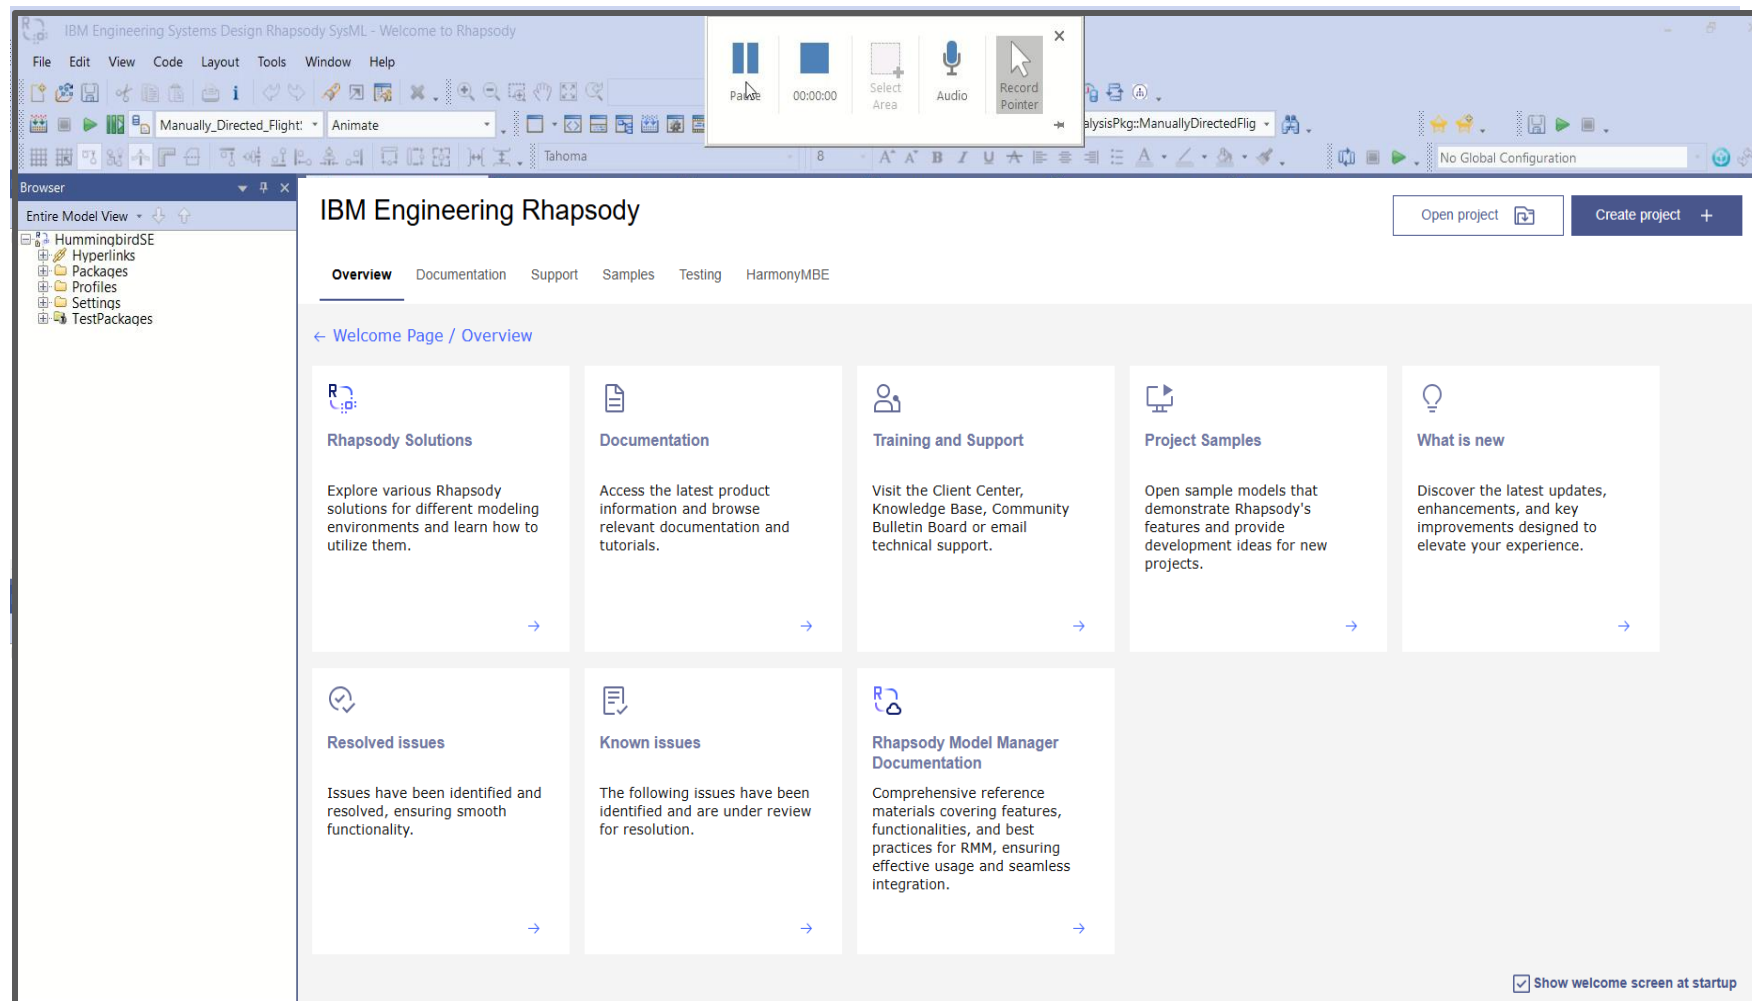 IBM Engineering Systems Design Rhapsody SysML - Welcome to Rhapsody
File Edit View Code Layout Tools Window Help
Pause
00:00:00
Select Area
Audio
Record Pointer
Manually_Directed_Flight:
Animate
alysisPkg::ManuallyDirectedFlig
Tahoma
8
No Global Configuration
Browser
Entire Model View
HummingbirdSE
Hyperlinks
Packages
Profiles
Settings
TestPackages
IBM Engineering Rhapsody
Open project
Create project +
Overview Documentation Support Samples Testing HarmonyMBE
← Welcome Page / Overview
Rhapsody Solutions
Explore various Rhapsody
solutions for different modeling
environments and learn how to
utilize them.
Documentation
Access the latest product
information and browse
relevant documentation and
tutorials.
Training and Support
Visit the Client Center,
Knowledge Base, Community
Bulletin Board or email
technical support.
Project Samples
Open sample models that
demonstrate Rhapsody's
features and provide
development ideas for new
projects.
What is new
Discover the latest updates,
enhancements, and key
improvements designed to
elevate your experience.
Resolved issues
Issues have been identified and
resolved, ensuring smooth
functionality.
Known issues
The following issues have been
identified and are under review
for resolution.
Rhapsody Model Manager
Documentation
Comprehensive reference
materials covering features,
functionalities, and best
practices for RMM, ensuring
effective usage and seamless
integration.
Show welcome screen at startup